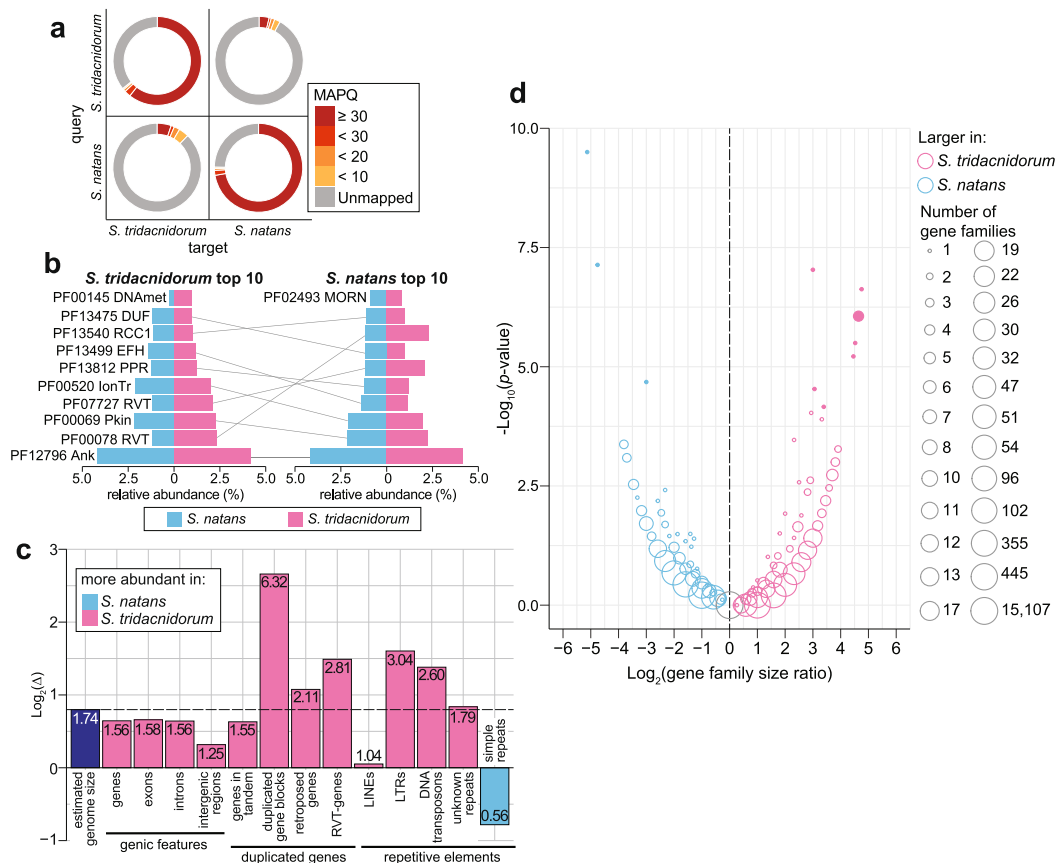 a
query
S. tridacnidorum
S. natans
S. tridacnidorum
S. natans
target
MAPQ
≥ 30
< 30
< 20
< 10
Unmapped
b
S. tridacnidorum top 10
S. natans top 10
PF00145 DNAmet
PF13475 DUF
PF13540 RCC1
PF13499 EFH
PF13812 PPR
PF00520 IonTr
PF07727 RVT
PF00069 Pkin
PF00078 RVT
PF12796 Ank
PF02493 MORN
5.0 2.5 0 2.5 5.0
5.0 2.5 0 2.5 5.0
relative abundance (%)
relative abundance (%)
S. natans
S. tridacnidorum
c
Log2(Δ)
3
2
1
0
−1
more abundant in:
S. natans
S. tridacnidorum
1.74
1.56
1.58
1.56
1.25
1.55
6.32
2.11
2.81
1.04
3.04
2.60
1.79
0.56
estimated genome size
genes
exons
introns
intergenic regions
genes in tandem
duplicated gene blocks
retroposed genes
RVT-genes
LINEs
LTRs
DNA transposons
unknown repeats
simple repeats
genic features
duplicated genes
repetitive elements
d
-Log10(p-value)
10.0
7.5
5.0
2.5
0.0
−6 −5 −4 −3 −2 −1 0 1 2 3 4 5 6
Log2(gene family size ratio)
Larger in:
S. tridacnidorum
S. natans
Number of
gene families
1 19
2 22
3 26
4 30
5 32
6 47
7 51
8 54
10 96
11 102
12 355
13 445
17 15,107